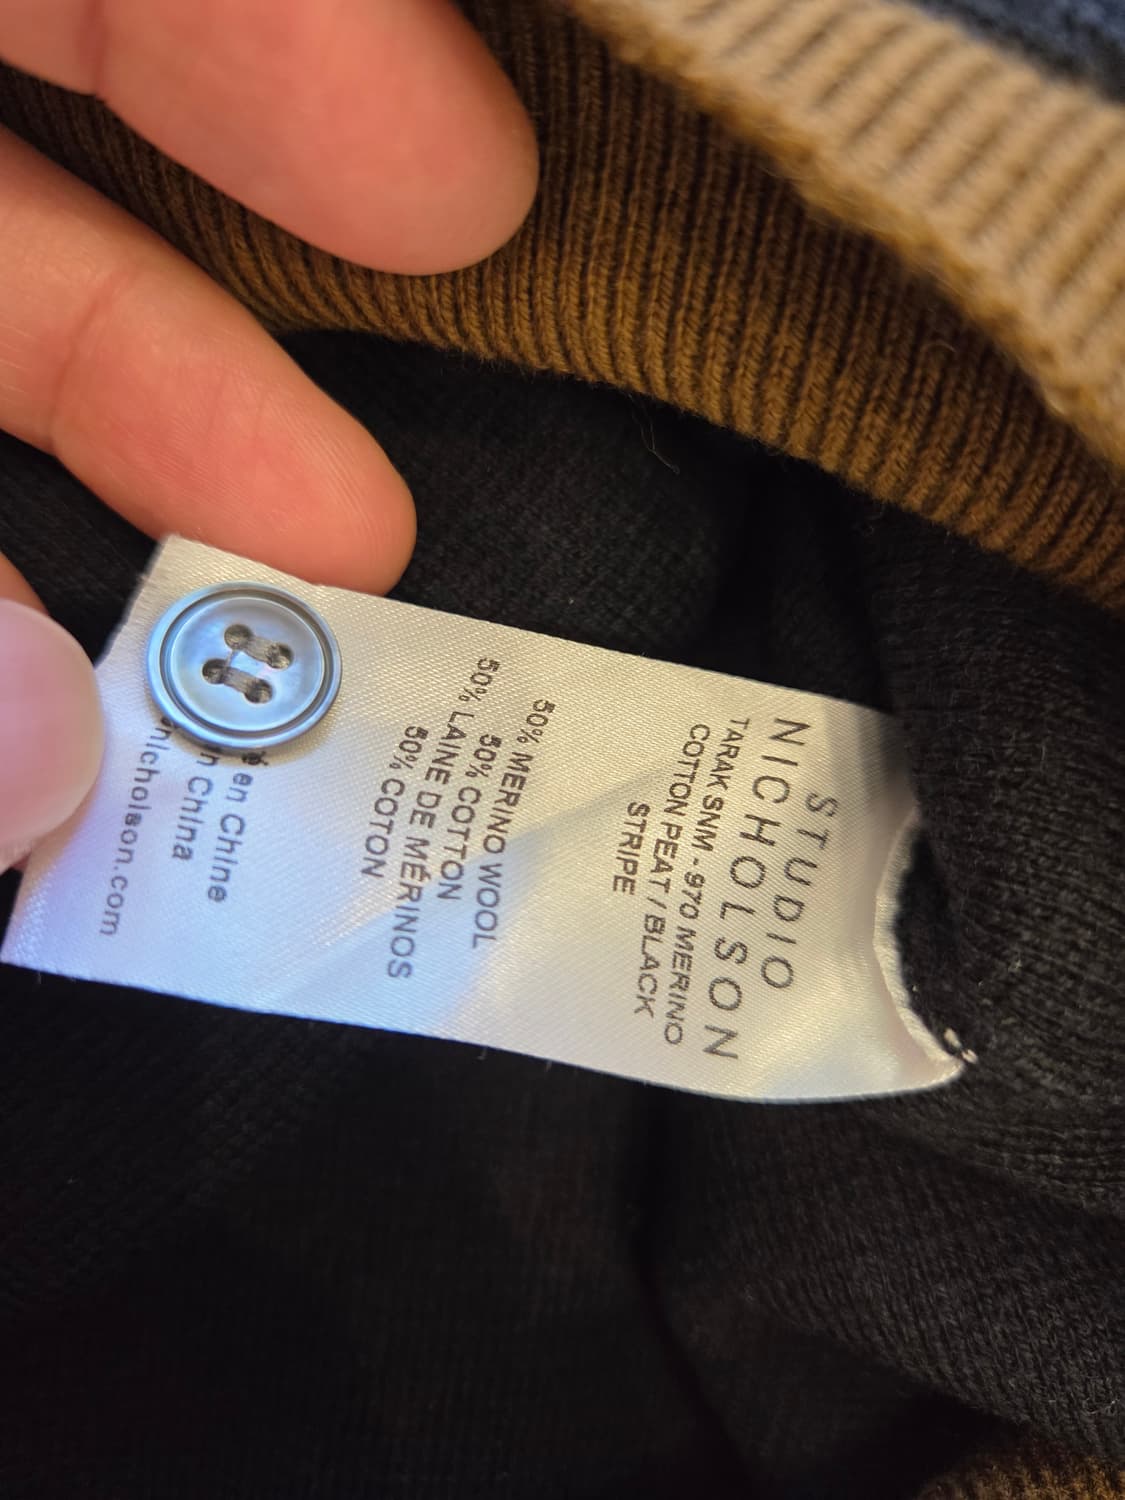 STUDIO
NICHOLSON
TARAK SNM - 970 MERINO
COTTON PEAT / BLACK
STRIPE
50% MERINO WOOL
50% COTTON
50% LAINE DE MÉRINOS
50% COTON
en Chine
China
nicholson.com